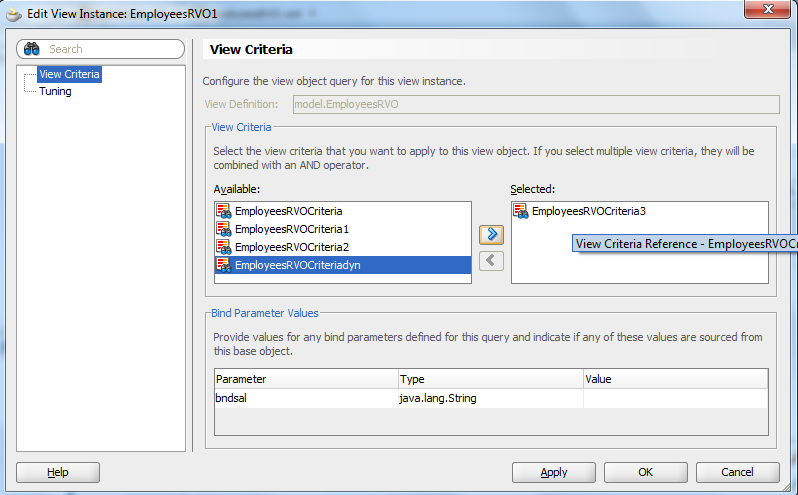 Edit View Instance: EmployeesRVO1
Search
View Criteria
Tuning
View Criteria
Configure the view object query for this view instance.
View Definition: model.EmployeesRVO
View Criteria
Select the view criteria that you want to apply to this view object. If you select multiple view criteria, they will be
combined with an AND operator.
Available:
EmployeesRVOCriteria
EmployeesRVOCriteria1
EmployeesRVOCriteria2
EmployeesRVOCriteriadyn
Selected:
EmployeesRVOCriteria3
View Criteria Reference - EmployeesRVOCr
Bind Parameter Values
Provide values for any bind parameters defined for this query and indicate if any of these values are sourced from
this base object.
Parameter Type Value
bndsal java.lang.String
Help Apply OK Cancel